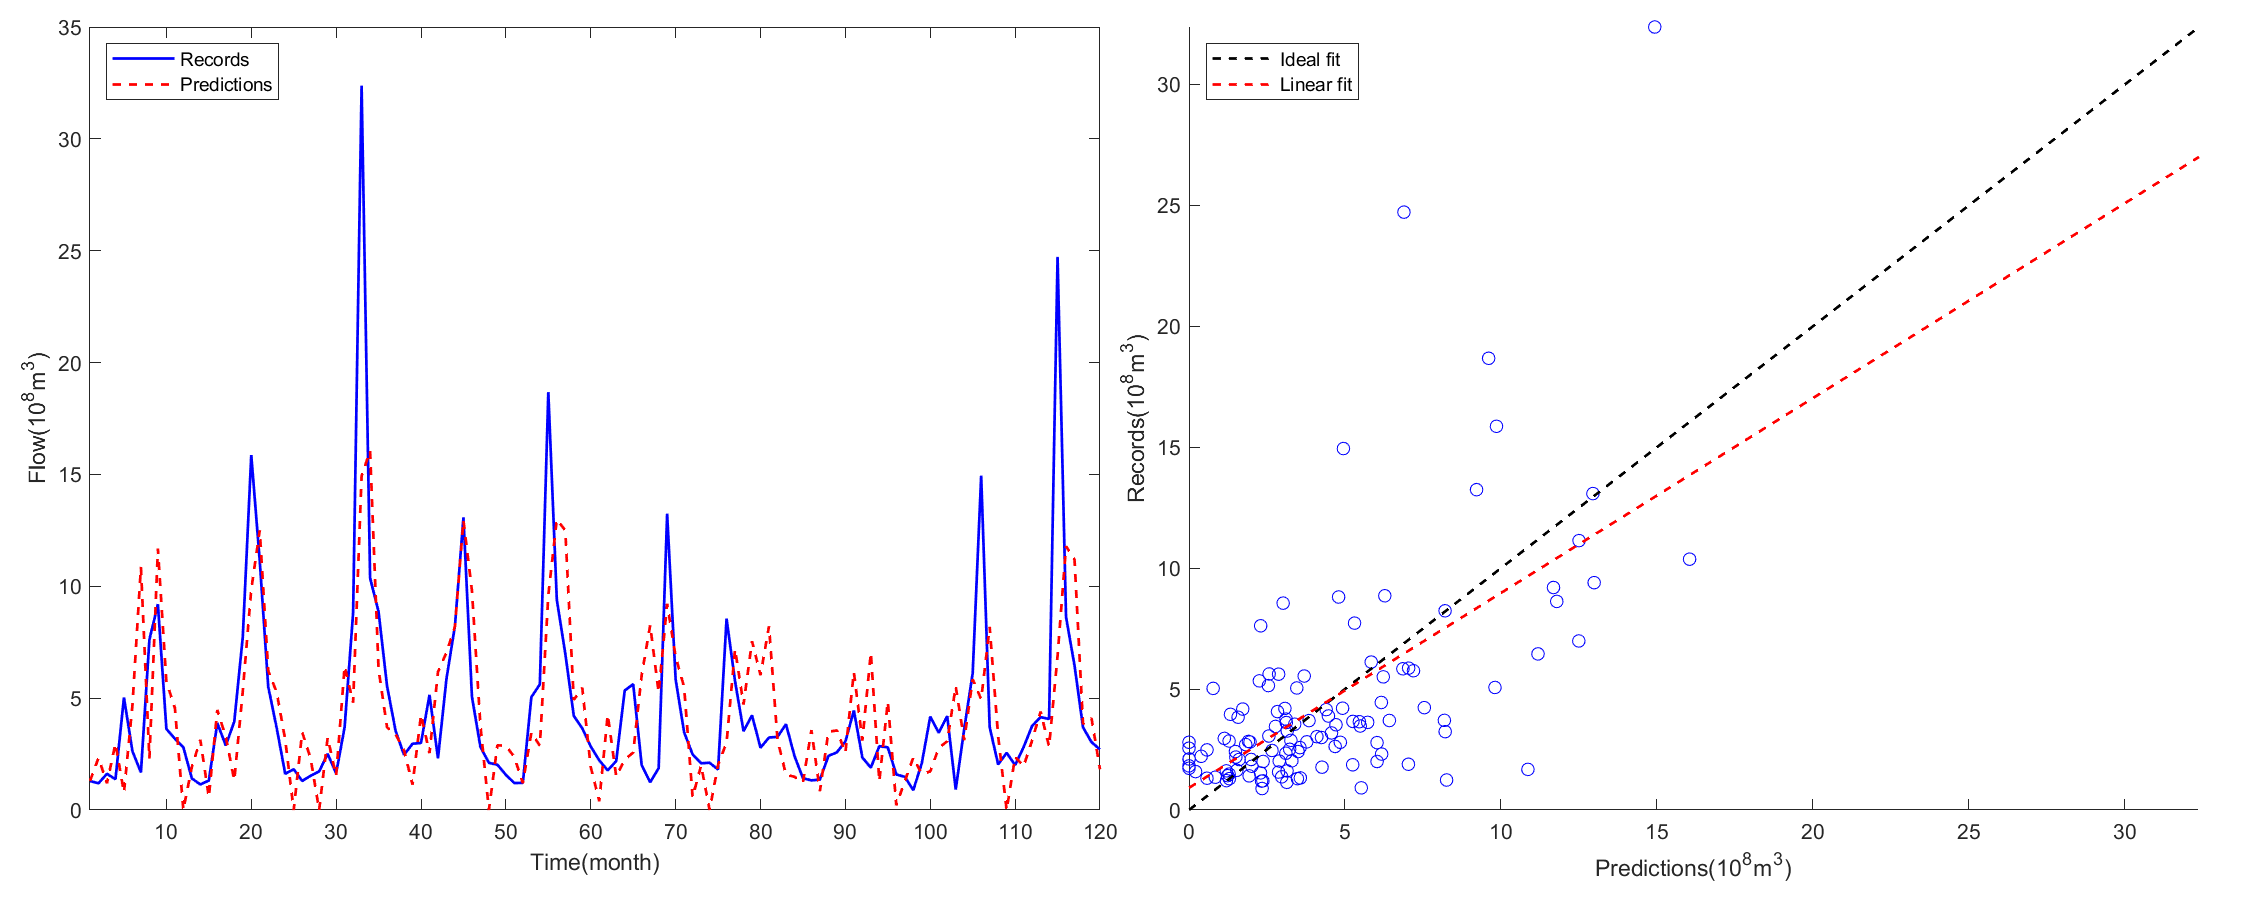 35
30
25
20
15
10
5
0
Flow(10⁸m³)
Records
Predictions
10 20 30 40 50 60 70 80 90 100 110 120
Time(month)
30
25
20
15
10
5
0
Records(10⁸m³)
Ideal fit
Linear fit
0 5 10 15 20 25 30
Predictions(10⁸m³)